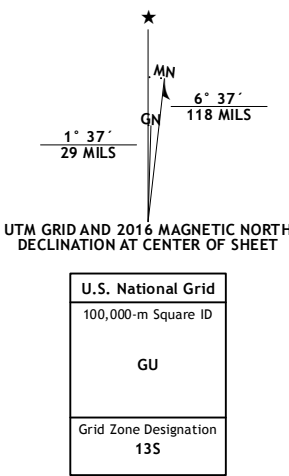 MN
GN
6° 37´
118 MILS
1° 37´
29 MILS
UTM GRID AND 2016 MAGNETIC NORTH
DECLINATION AT CENTER OF SHEET
U.S. National Grid
100,000-m Square ID
GU
Grid Zone Designation
13S